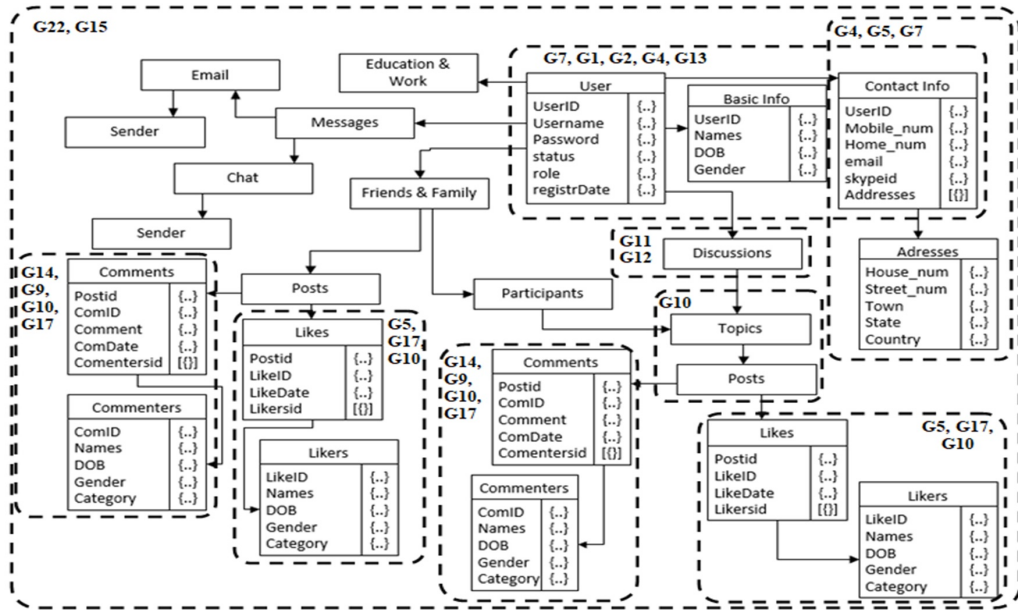 G22, G15
G4, G5, G7
G7, G1, G2, G4, G13
Education &
Work
Email
Sender
Messages
Chat
Sender
Friends & Family
User
UserID {..}
Username {..}
Password {..}
status {..}
role {..}
registrDate {..}
Basic Info
UserID {..}
Names {..}
DOB {..}
Gender {..}
Contact Info
UserID {..}
Mobile_num {..}
Home_num {..}
email {..}
skypeid {..}
Addresses [{}]
G11
G12
Discussions
Adresses
House_num {..}
Street_num {..}
Town {..}
State {..}
Country {..}
G14,
G9,
G10,
G17
Comments
Postid {..}
ComID {..}
Comment {..}
ComDate {..}
Comentersid [{}]
Commenters
ComID {..}
Names {..}
DOB {..}
Gender {..}
Category {..}
Posts
Participants
G5,
G17,
G10
Likes
Postid {..}
LikeID {..}
LikeDate {..}
Likersid [{}]
Likers
LikeID {..}
Names {..}
DOB {..}
Gender {..}
Category {..}
G10
Topics
Posts
G14,
G9,
G10,
G17
Comments
Postid {..}
ComID {..}
Comment {..}
ComDate {..}
Comentersid [{}]
Commenters
ComID {..}
Names {..}
DOB {..}
Gender {..}
Category {..}
G5, G17,
G10
Likes
Postid {..}
LikeID {..}
LikeDate {..}
Likersid [{}]
Likers
LikeID {..}
Names {..}
DOB {..}
Gender {..}
Category {..}